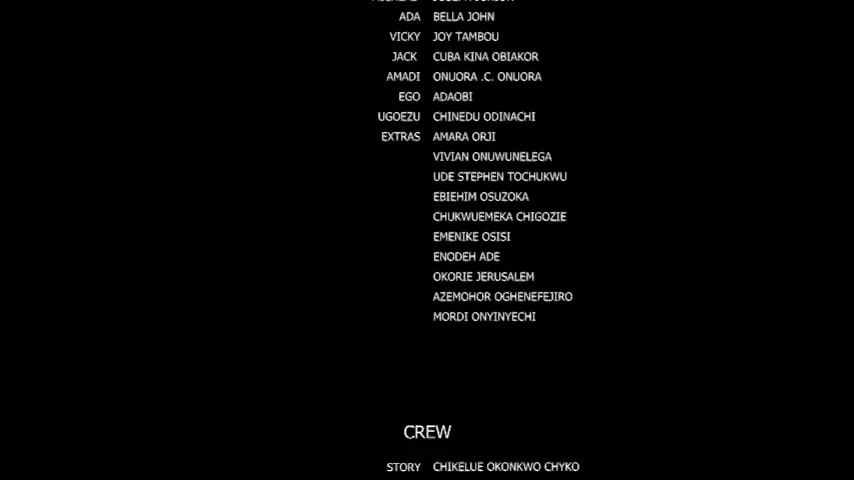 ADA BELLA JOHN
VICKY JOY TAMBOU
JACK CUBA KINA OBIAKOR
AMADI ONUORA .C. ONUORA
EGO ADAOBI
UGOEZU CHINEDU ODINACHI
EXTRAS AMARA ORJI
VIVIAN ONUWUNELEGA
UDE STEPHEN TOCHUKWU
EBIEHIM OSUZOKA
CHUKWUEMEKA CHIGOZIE
EMENIKE OSISI
ENODEH ADE
OKORIE JERUSALEM
AZEMOHOR OGHENEFEJIRO
MORDI ONYINYECHI
CREW
STORY CHIKELUE OKONKWO CHYKO